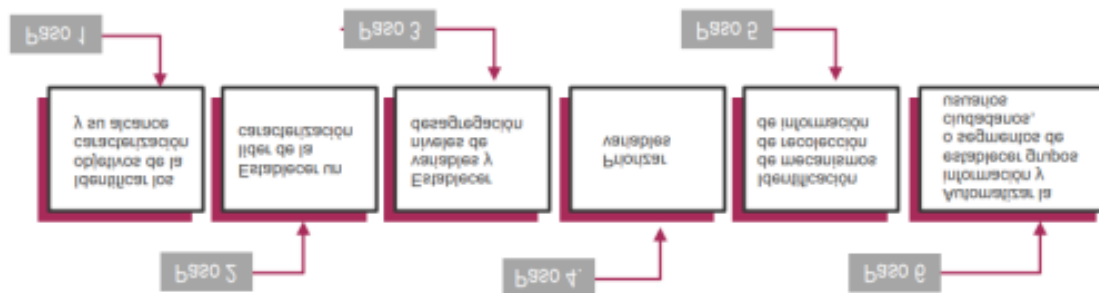 Paso 1
Identificar los
objetivos de la
caracterización
y su alcance
Paso 2
Establecer un
líder de la
caracterización
Paso 3
Establecer
variables y
niveles de
desagregación
Paso 4.
Priorizar
variables
Paso 5
Identificación
de mecanismos
de recolección
de información
Paso 6
Automatizar la
información y
establecer grupos
o segmentos de
ciudadanos,
usuarios